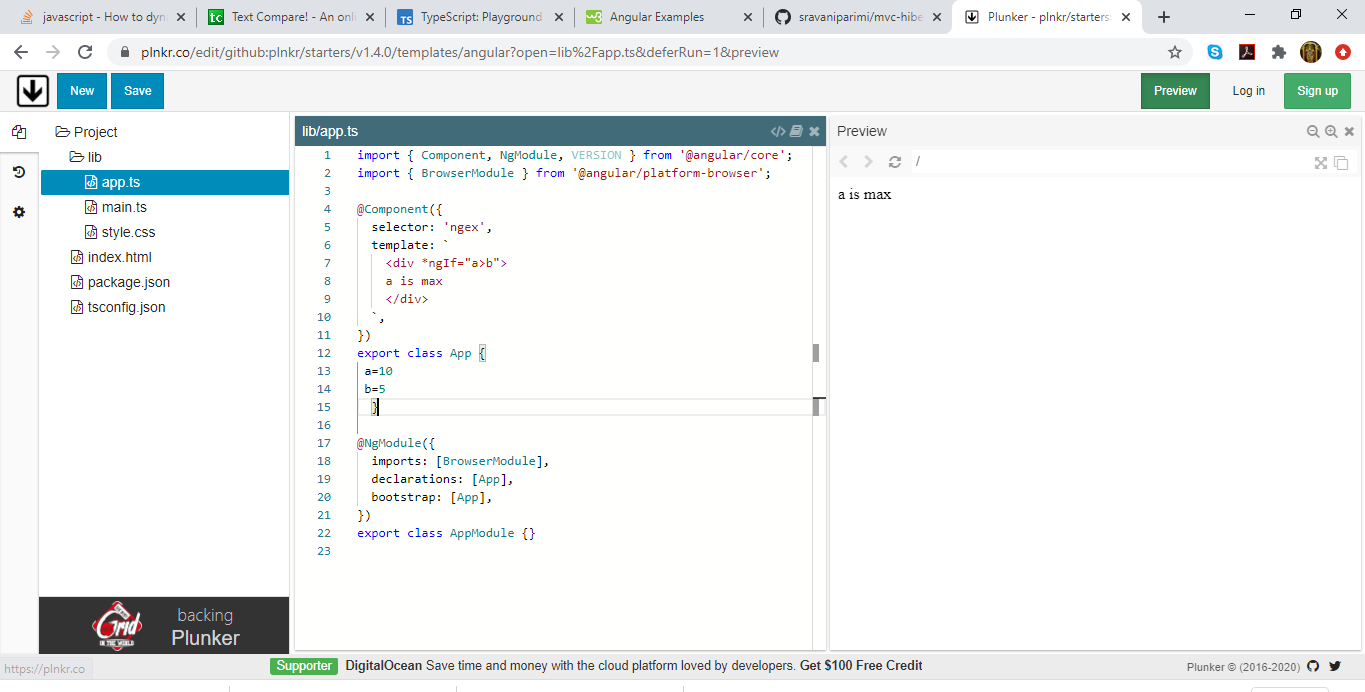 javascript - How to dyn
Text Compare! - An onli
TypeScript: Playground
Angular Examples
sravaniparimi/mvc-hibe
Plunker - plnkr/starters
plnkr.co/edit/github:plnkr/starters/v1.4.0/templates/angular?open=lib%2Fapp.ts&deferRun=1&preview
New
Save
Preview
Log in
Sign up
Project
lib
app.ts
main.ts
style.css
index.html
package.json
tsconfig.json
lib/app.ts
1 import { Component, NgModule, VERSION } from '@angular/core';
2 import { BrowserModule } from '@angular/platform-browser';
3
4 @Component({
5 selector: 'ngex',
6 template: `
7 <div *ngIf="a>b">
8 a is max
9 </div>
10 `,
11 })
12 export class App {
13 a=10
14 b=5
15 }
16
17 @NgModule({
18 imports: [BrowserModule],
19 declarations: [App],
20 bootstrap: [App],
21 })
22 export class AppModule {}
23
Preview
/
a is max
Grid
IN THE WORLD
backing
Plunker
https://plnkr.co
Supporter DigitalOcean Save time and money with the cloud platform loved by developers. Get $100 Free Credit
Plunker © (2016-2020)